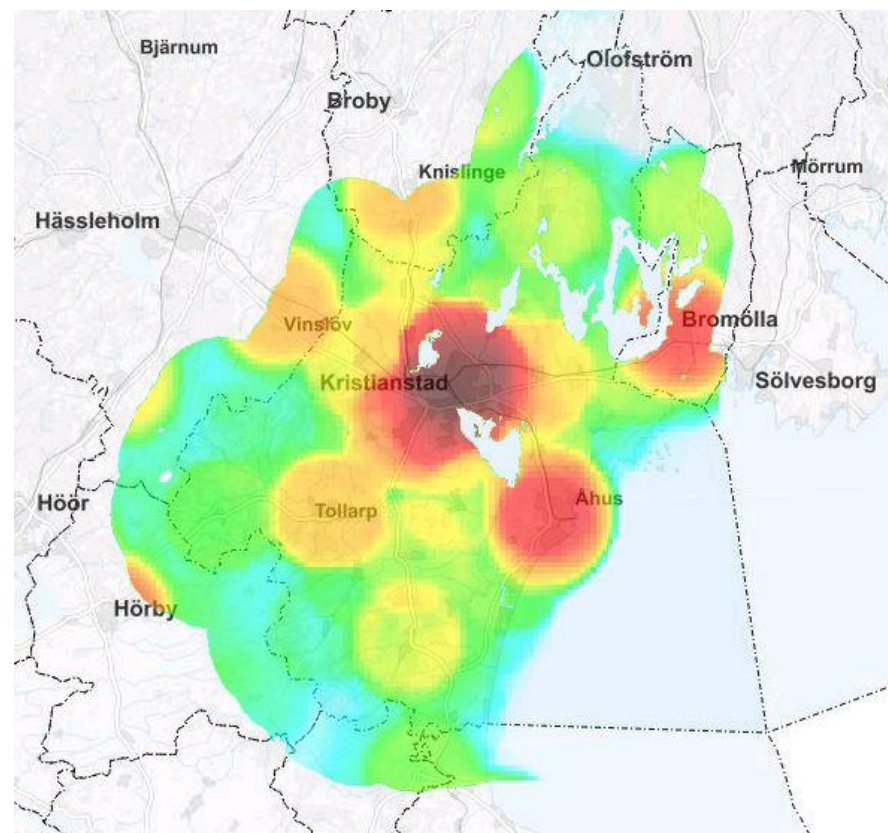 Bjärnum
Olofström
Broby
Knislinge
Mörrum
Hässleholm
Vinslöv
Bromölla
Kristianstad
Sölvesborg
Höör
Tollarp
Åhus
Hörby